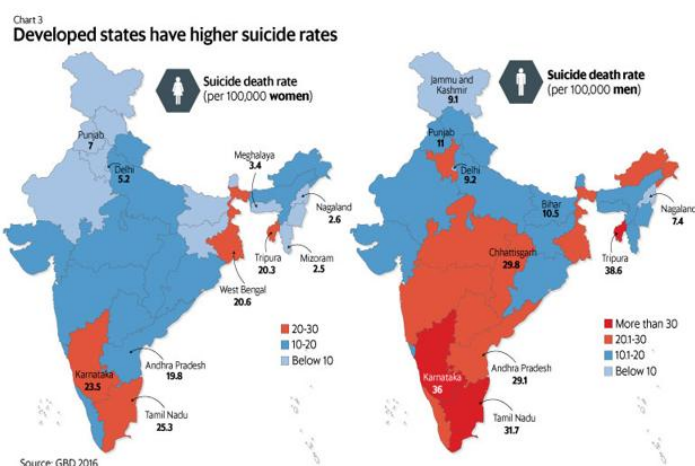 Chart 3
Developed states have higher suicide rates
Suicide death rate
(per 100,000 women)
Punjab
7
Delhi
5.2
Meghalaya
3.4
Nagaland
2.6
Mizoram
2.5
Tripura
20.3
West Bengal
20.6
Karnataka
23.5
Andhra Pradesh
19.8
Tamil Nadu
25.3
20-30
10-20
Below 10
Suicide death rate
(per 100,000 men)
Jammu and
Kashmir
9.1
Punjab
11
Delhi
9.2
Bihar
10.5
Nagaland
7.4
Tripura
38.6
Chhattisgarh
29.8
Karnataka
36
Andhra Pradesh
29.1
Tamil Nadu
31.7
More than 30
20.1-30
10.1-20
Below 10
Source: GBD 2016